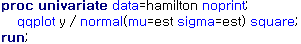 proc univariate data=hamilton noprint;
qqplot y / normal(mu=est sigma=est) square;
run;